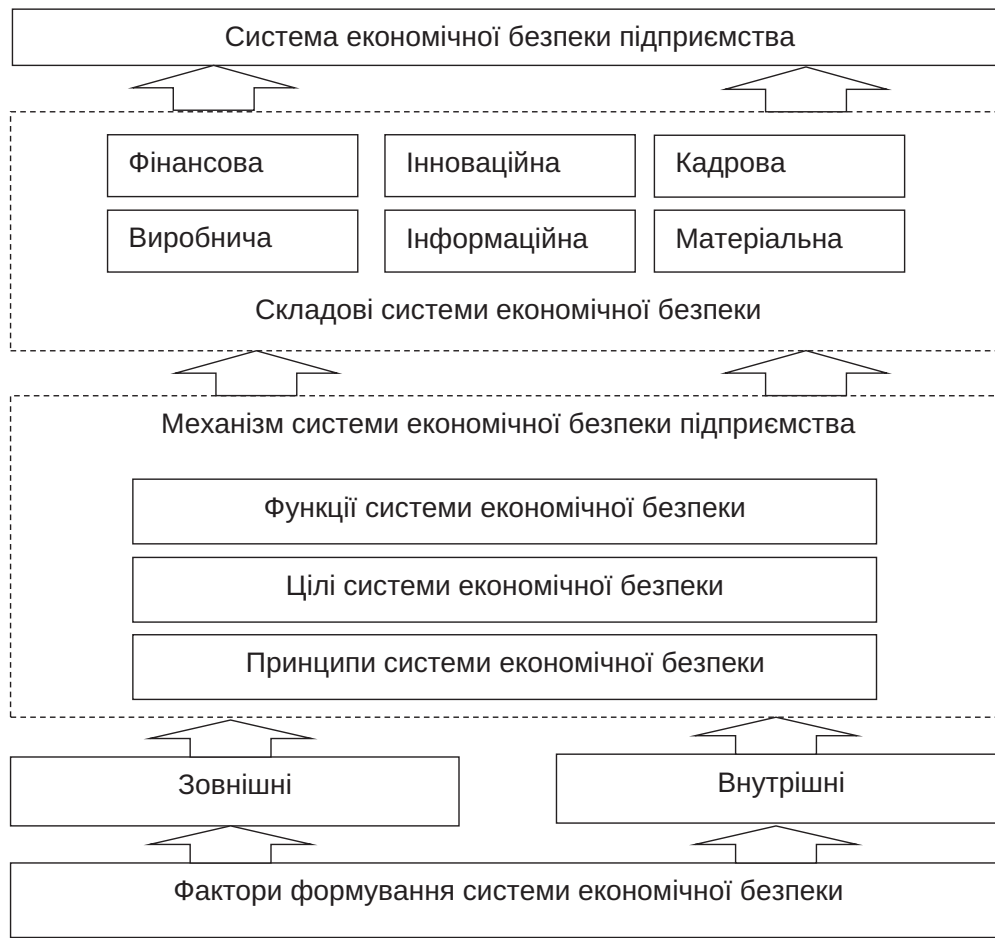 Система економічної безпеки підприємства
Фінансова
Інноваційна
Кадрова
Виробнича
Інформаційна
Матеріальна
Складові системи економічної безпеки
Механізм системи економічної безпеки підприємства
Функції системи економічної безпеки
Цілі системи економічної безпеки
Принципи системи економічної безпеки
Зовнішні
Внутрішні
Фактори формування системи економічної безпеки